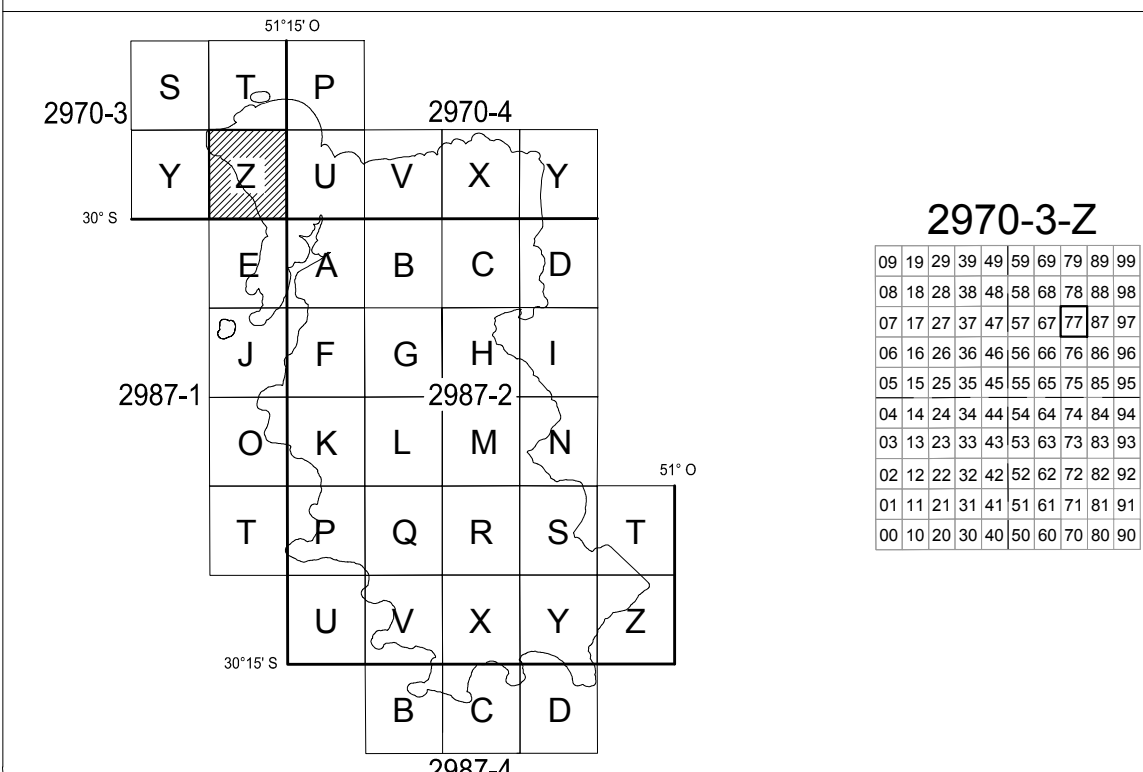 51°15' O
S T P
2970-3 2970-4
Y Z U V X Y
30° S
E A B C D
J F G H I
2987-1 2987-2
O K L M N
51° O
T P Q R S T
U V X Y Z
30°15' S
B C D
2987-4
2970-3-Z
09 19 29 39 49 59 69 79 89 99
08 18 28 38 48 58 68 78 88 98
07 17 27 37 47 57 67 77 87 97
06 16 26 36 46 56 66 76 86 96
05 15 25 35 45 55 65 75 85 95
04 14 24 34 44 54 64 74 84 94
03 13 23 33 43 53 63 73 83 93
02 12 22 32 42 52 62 72 82 92
01 11 21 31 41 51 61 71 81 91
00 10 20 30 40 50 60 70 80 90